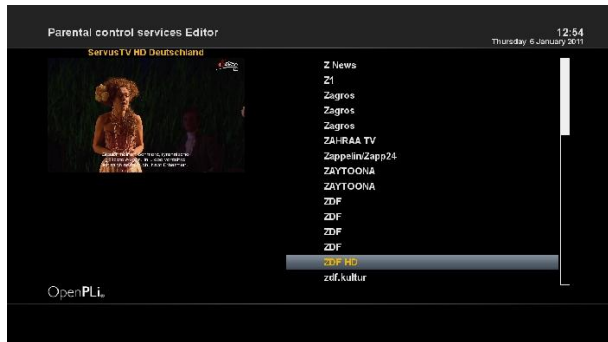 Parental control services Editor
12:54
Thursday 6 January 2011
ServusTV HD Deutschland
Z News
Z1
Zagros
Zagros
Zagros
ZAHRAA TV
Zappelin/Zapp24
ZAYTOONA
ZAYTOONA
ZDF
ZDF
ZDF
ZDF
ZDF HD
zdf.kultur
OpenPLi®